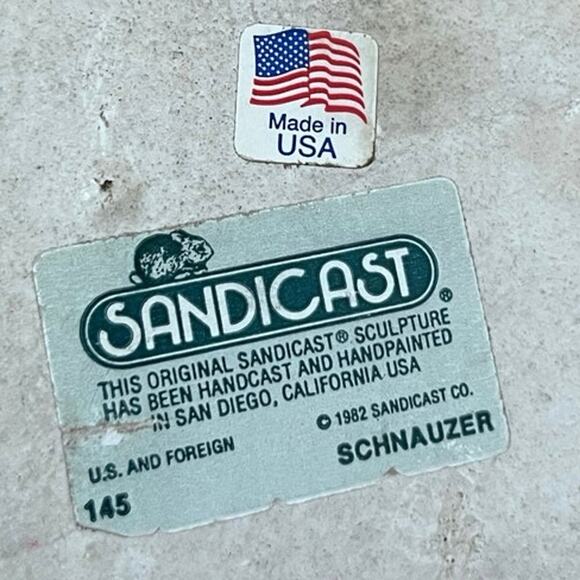 Made in
USA
SANDICAST®
THIS ORIGINAL SANDICAST® SCULPTURE
HAS BEEN HANDCAST AND HANDPAINTED
IN SAN DIEGO, CALIFORNIA USA
© 1982 SANDICAST CO.
U.S. AND FOREIGN
SCHNAUZER
145